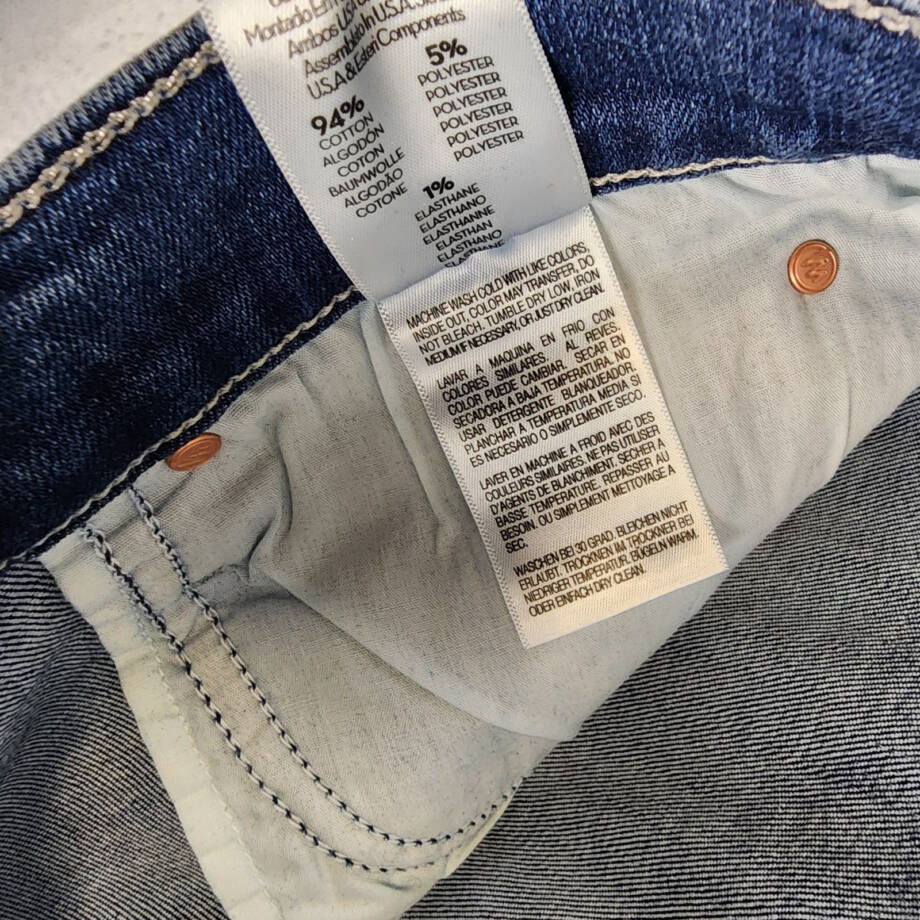 Montado En
Ambos U.S.A
Assembled In U.S.A
U.S.A & Exteri Components
94%
COTTON
ALGODÓN
COTON
BAUMWOLLE
ALGODÃO
COTONE
5%
POLYESTER
POLYESTER
POLYESTER
POLYESTER
POLYESTER
1%
ELASTHANE
ELASTHANO
ELASTHANNE
ELASTHAN
ELASTHANO
ELASTHANE
MACHINE WASH COLD WITH LIKE COLORS,
INSIDE OUT. COLOR MAY TRANSFER, DO
NOT BLEACH. TUMBLE DRY LOW, IRON
MEDIUM IF NECESSARY, OR JUST DRY CLEAN.
LAVAR A MAQUINA EN FRIO CON
COLORES SIMILARES, AL REVES.
COLOR PUEDE CAMBIAR. SECAR EN
SECADORA A BAJA TEMPERATURA. NO
USAR DETERGENTE BLANQUEADOR.
PLANCHAR A TEMPERATURA MEDIA SI
ES NECESARIO O SIMPLEMENTE SECO.
LAVER EN MACHINE A FROID AVEC DES
COULEURS SIMILAIRES, NE PAS UTILISER
D'AGENTS DE BLANCHIMENT. SECHER A
BASSE TEMPERATURE. REPASSER AU
BESOIN. OU SIMPLEMENT METTOYAGE A
SEC.
WASCHEN BEI 30 GRAD. BLEICHEN NICHT
ERLAUBT, TROCKNEN IM TROCKNER BEI
NIEDRIGER TEMPERATUR, BÜGELN WARM,
ODER EINFACH DRY CLEAN.